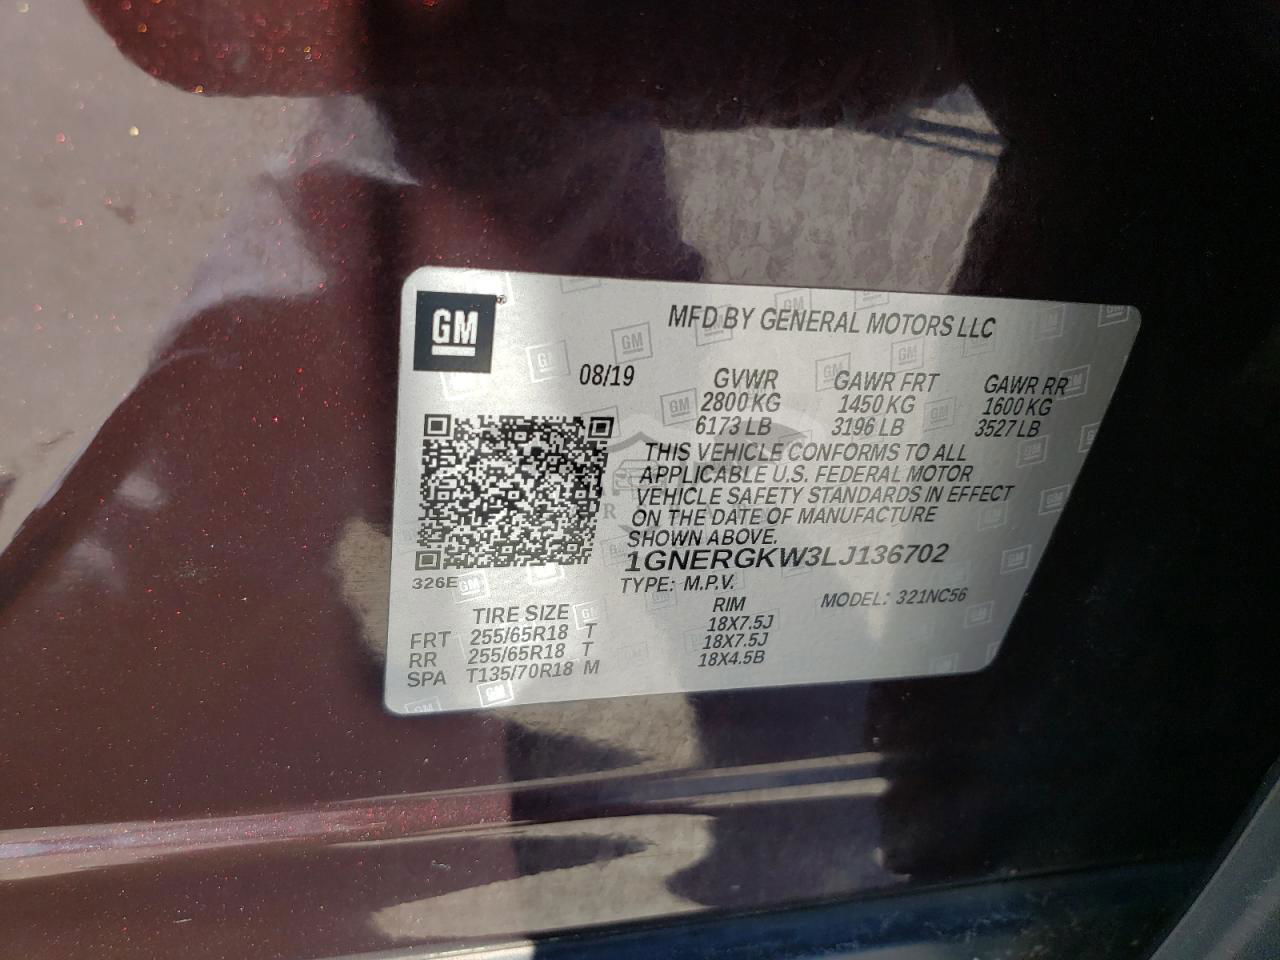 GM
MFD BY GENERAL MOTORS LLC
08/19
GVWR GAWR FRT GAWR RR
2800 KG 1450 KG 1600 KG
6173 LB 3196 LB 3527 LB
THIS VEHICLE CONFORMS TO ALL
APPLICABLE U.S. FEDERAL MOTOR
VEHICLE SAFETY STANDARDS IN EFFECT
ON THE DATE OF MANUFACTURE
SHOWN ABOVE.
1GNERGKW3LJ136702
326E
TYPE: M.P.V.
MODEL: 321NC56
TIRE SIZE RIM
FRT 255/65R18 T 18X7.5J
RR 255/65R18 T 18X7.5J
SPA T135/70R18 M 18X4.5B